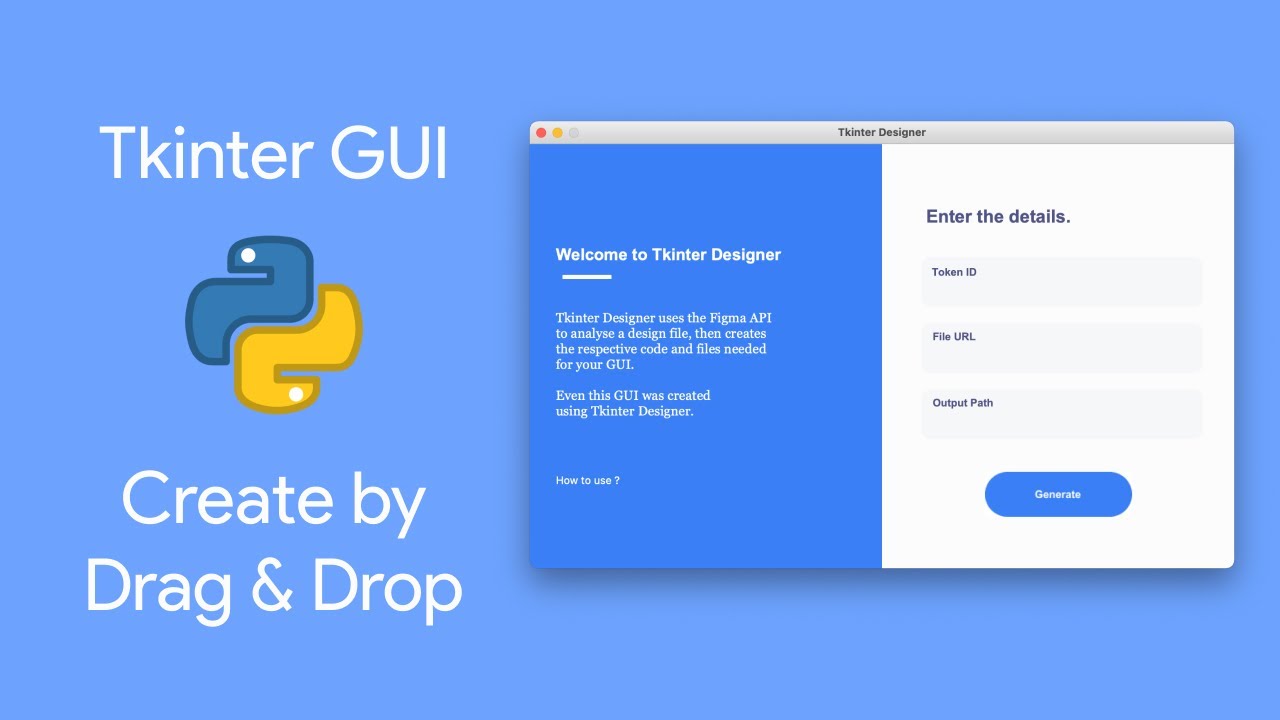 Tkinter GUI
Create by
Drag & Drop
Tkinter Designer
Welcome to Tkinter Designer
Tkinter Designer uses the Figma API
to analyse a design file, then creates
the respective code and files needed
for your GUI.
Even this GUI was created
using Tkinter Designer.
How to use ?
Enter the details.
Token ID
File URL
Output Path
Generate